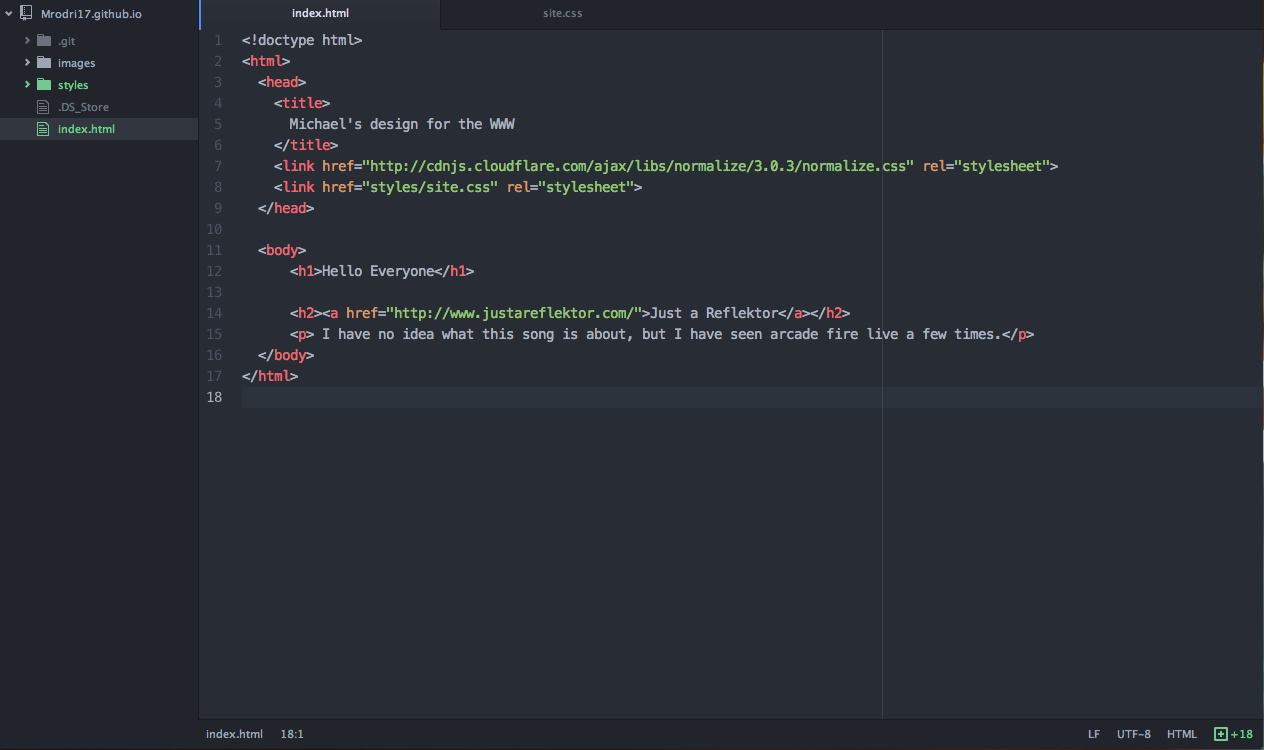 Mrodri17.github.io
.git
images
styles
.DS_Store
index.html
index.html site.css
1 <!doctype html>
2 <html>
3   <head>
4     <title>
5       Michael's design for the WWW
6     </title>
7     <link href="http://cdnjs.cloudflare.com/ajax/libs/normalize/3.0.3/normalize.css" rel="stylesheet">
8     <link href="styles/site.css" rel="stylesheet">
9   </head>
10
11   <body>
12       <h1>Hello Everyone</h1>
13
14       <h2><a href="http://www.justareflektor.com/">Just a Reflektor</a></h2>
15       <p> I have no idea what this song is about, but I have seen arcade fire live a few times.</p>
16   </body>
17 </html>
18
index.html 18:1 LF UTF-8 HTML +18